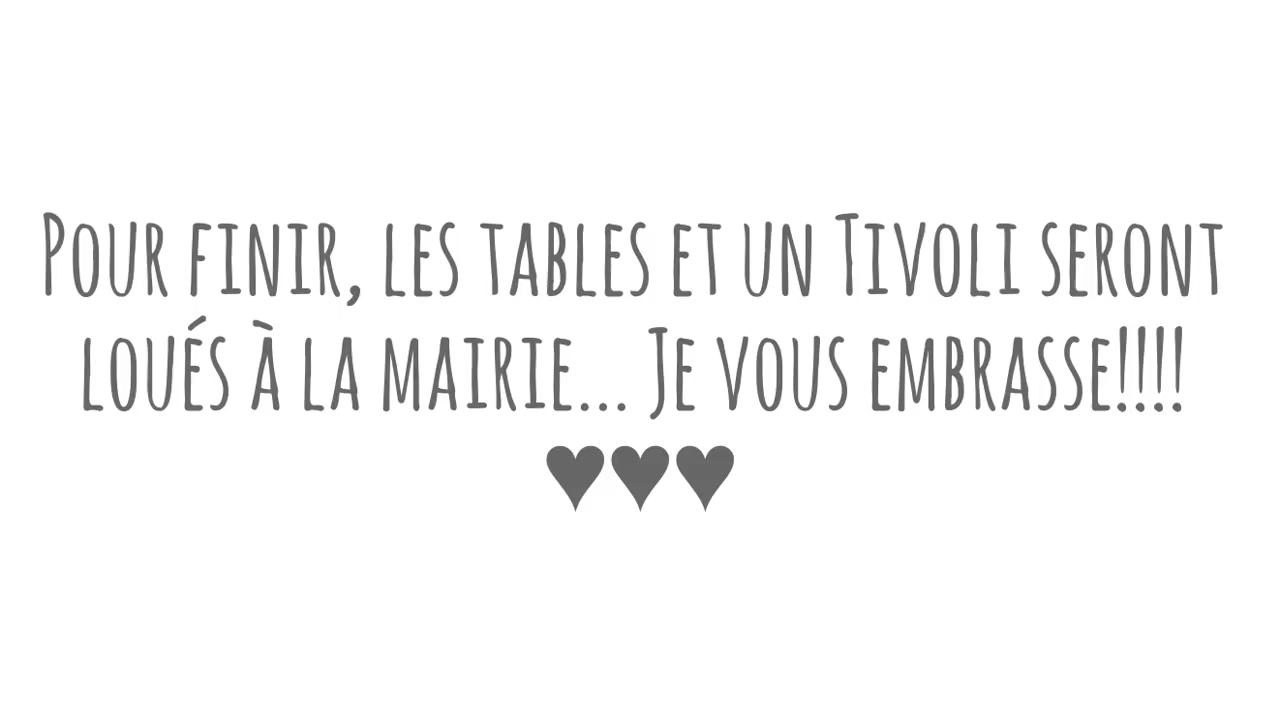 Pour finir, les tables et un Tivoli seront
loués à la mairie... Je vous embrasse!!!!
♥♥♥